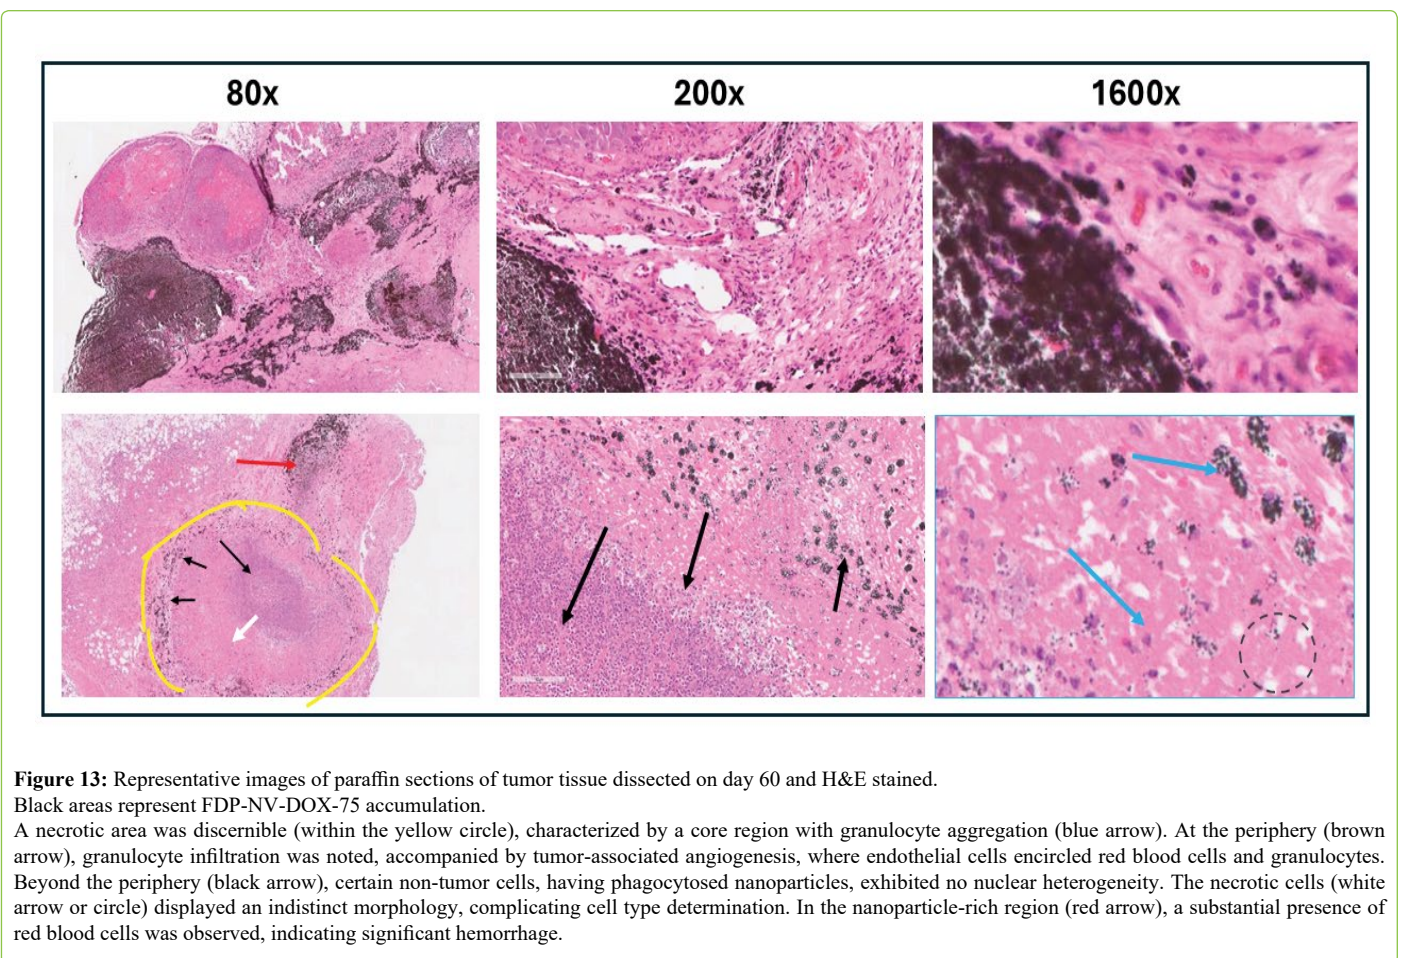 80x 200x 1600x
Figure 13: Representative images of paraffin sections of tumor tissue dissected on day 60 and H&E stained.
Black areas represent FDP-NV-DOX-75 accumulation.
A necrotic area was discernible (within the yellow circle), characterized by a core region with granulocyte aggregation (blue arrow). At the periphery (brown
arrow), granulocyte infiltration was noted, accompanied by tumor-associated angiogenesis, where endothelial cells encircled red blood cells and granulocytes.
Beyond the periphery (black arrow), certain non-tumor cells, having phagocytosed nanoparticles, exhibited no nuclear heterogeneity. The necrotic cells (white
arrow or circle) displayed an indistinct morphology, complicating cell type determination. In the nanoparticle-rich region (red arrow), a substantial presence of
red blood cells was observed, indicating significant hemorrhage.